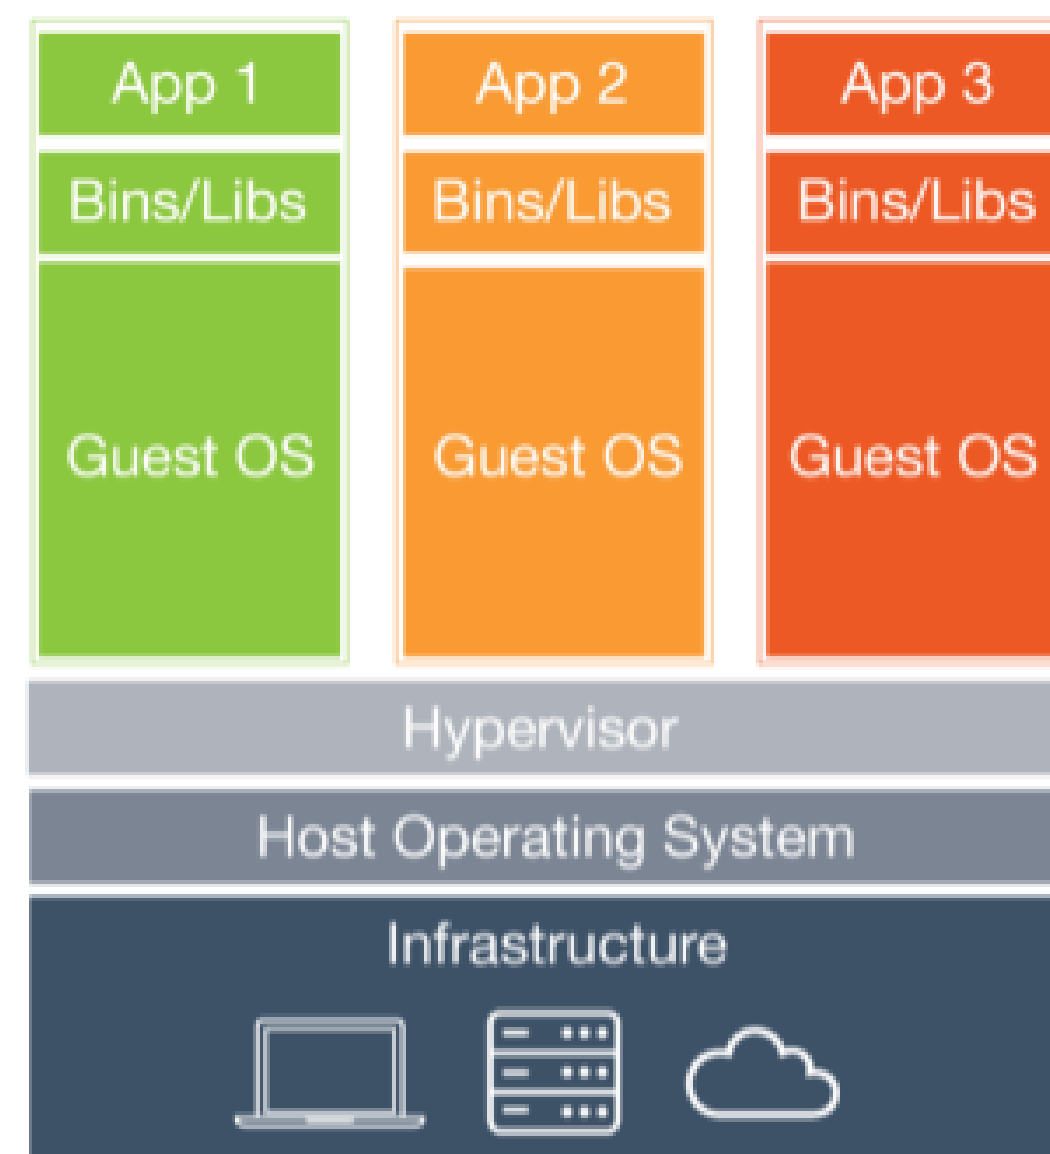 App 1
App 2
App 3
Bins/Libs
Bins/Libs
Bins/Libs
Guest OS
Guest OS
Guest OS
Hypervisor
Host Operating System
Infrastructure